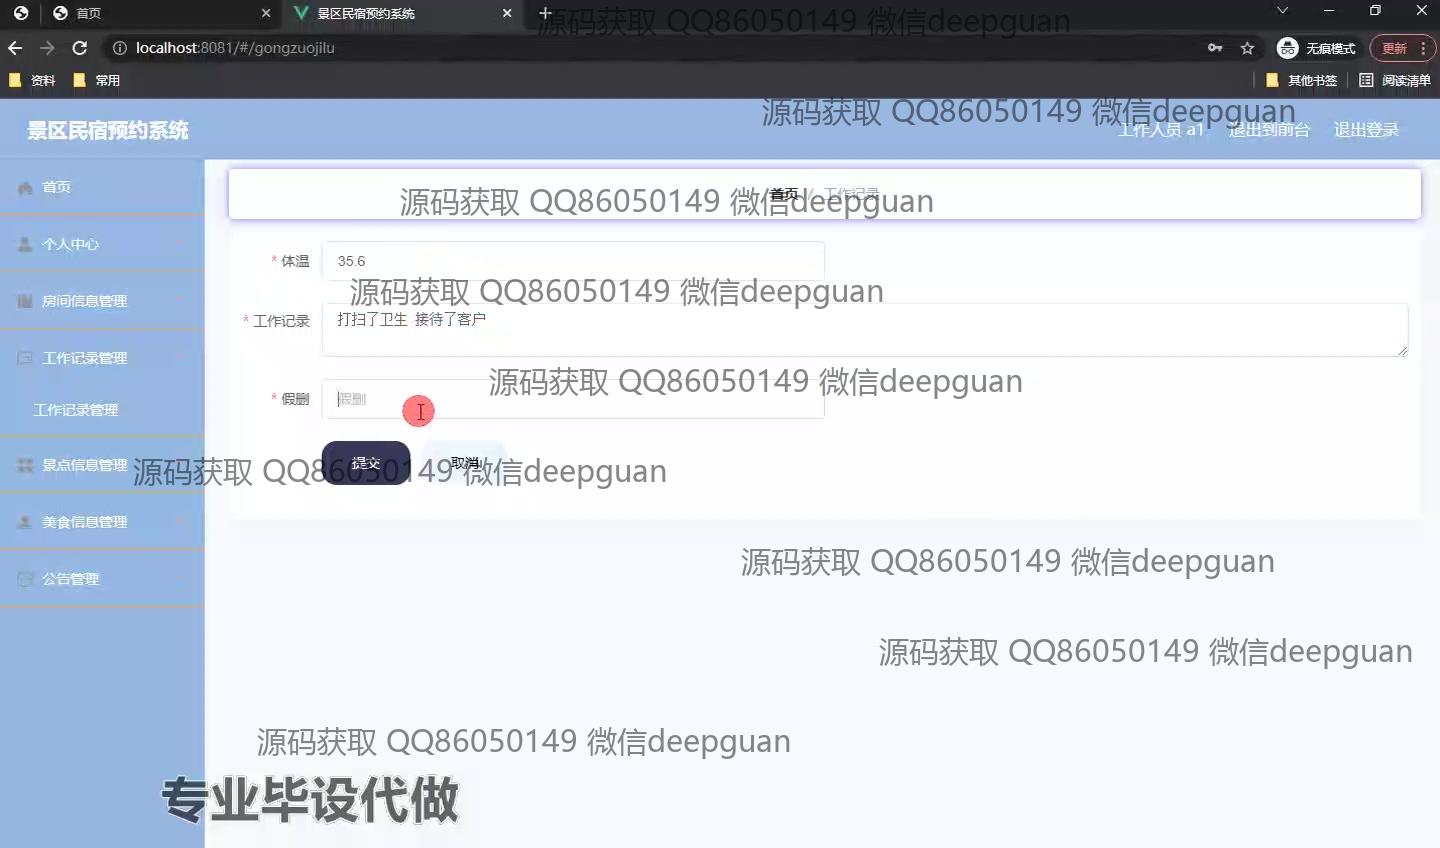 首页
景区民宿预约系统
源码获取 QQ86050149 微信deepguan
localhost:8081/#/gongzuojilu
无痕模式
更新
资料
常用
其他书签
阅读清单
源码获取 QQ86050149 微信deepguan
景区民宿预约系统
工作人员 a1
退出到前台
退出登录
首页
首页 / 工作记录
源码获取 QQ86050149 微信deepguan
个人中心
* 体温
35.6
源码获取 QQ86050149 微信deepguan
房间信息管理
* 工作记录
打扫了卫生 接待了客户
工作记录管理
源码获取 QQ86050149 微信deepguan
* 假删
假删
工作记录管理
提交
取消
景点信息管理
源码获取 QQ86050149 微信deepguan
美食信息管理
源码获取 QQ86050149 微信deepguan
公告管理
源码获取 QQ86050149 微信deepguan
源码获取 QQ86050149 微信deepguan
专业毕设代做